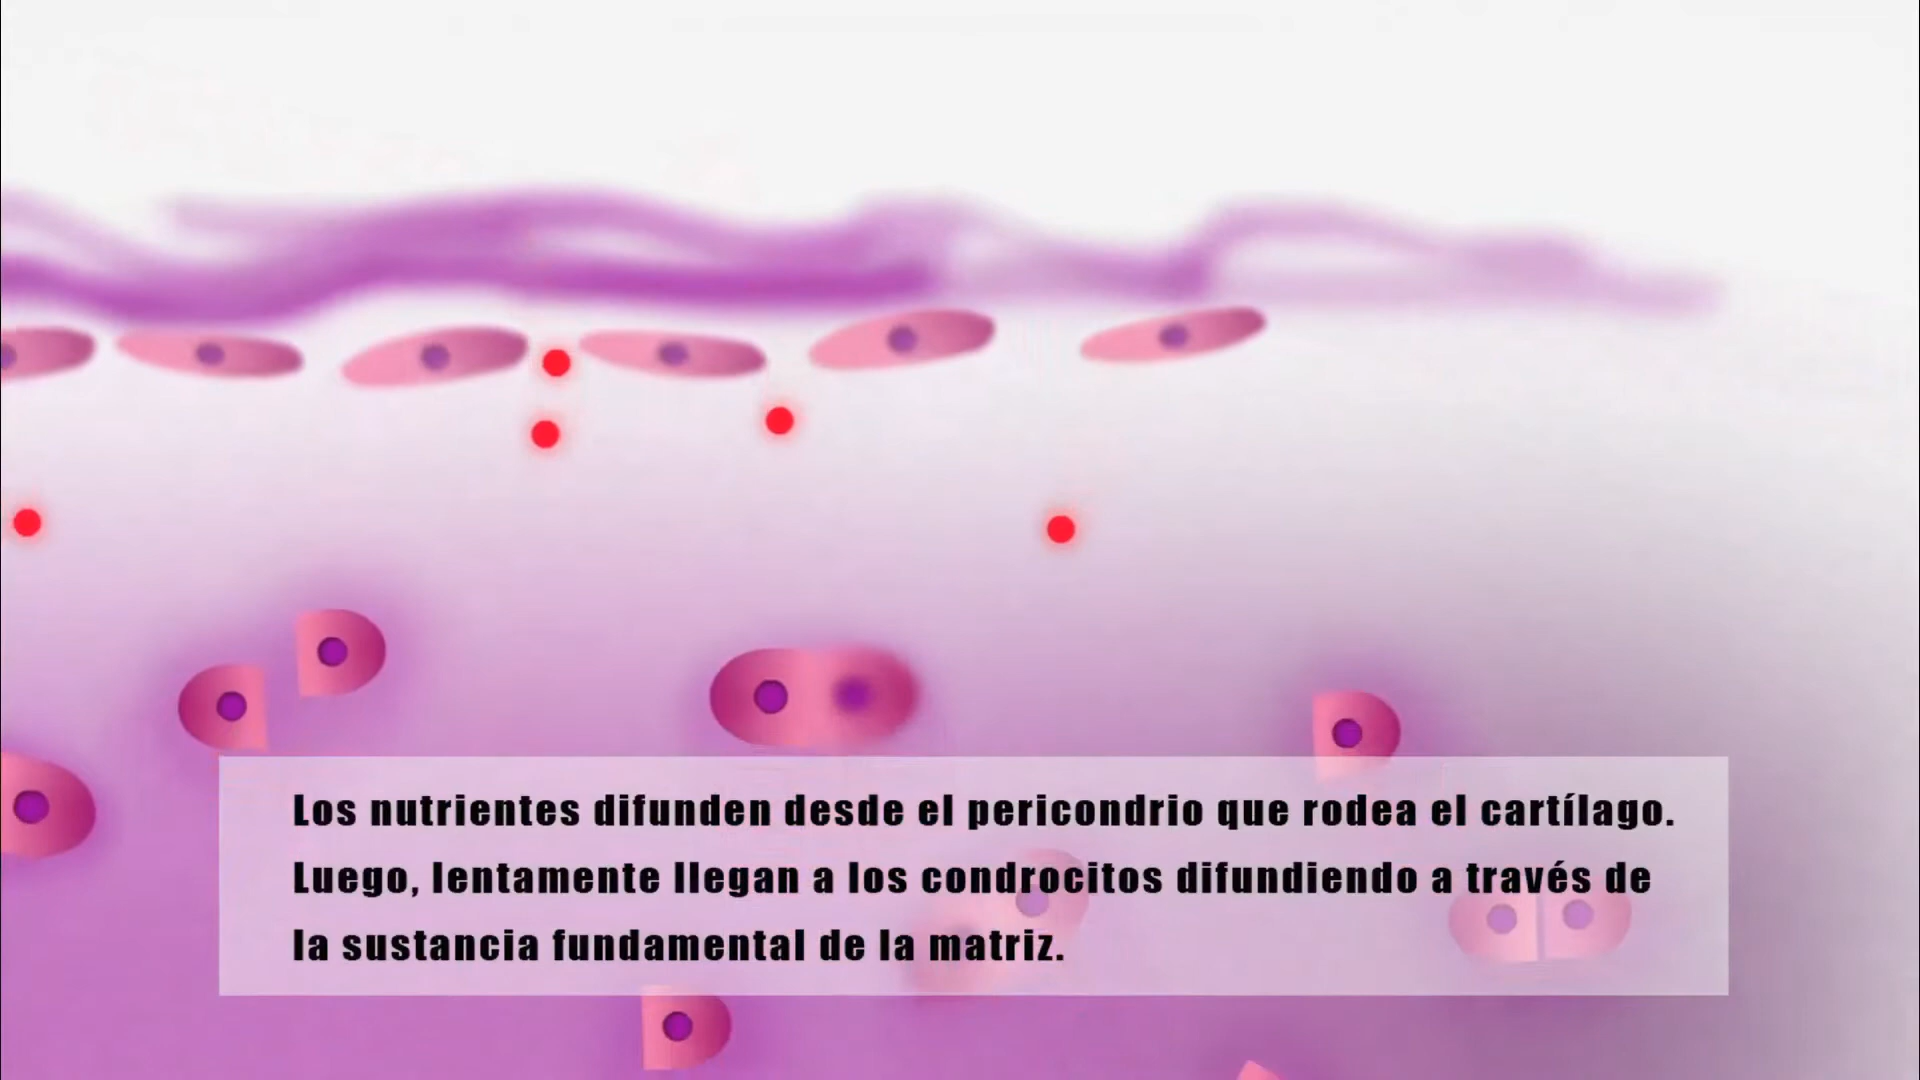 Los nutrientes difunden desde el pericondrio que rodea el cartílago.
Luego, lentamente llegan a los condrocitos difundiendo a través de
la sustancia fundamental de la matriz.